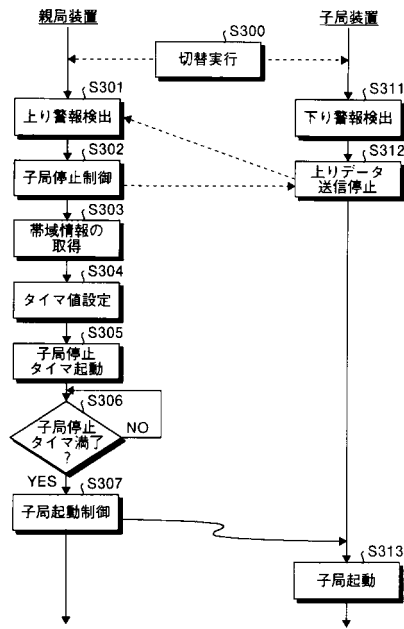 親局装置
子局装置
S300
切替実行
S301
上り警報検出
S311
下り警報検出
S302
子局停止制御
S312
上りデータ
送信停止
S303
帯域情報の
取得
S304
タイマ値設定
S305
子局停止
タイマ起動
S306
子局停止
タイマ満了
?
NO
YES
S307
子局起動制御
S313
子局起動